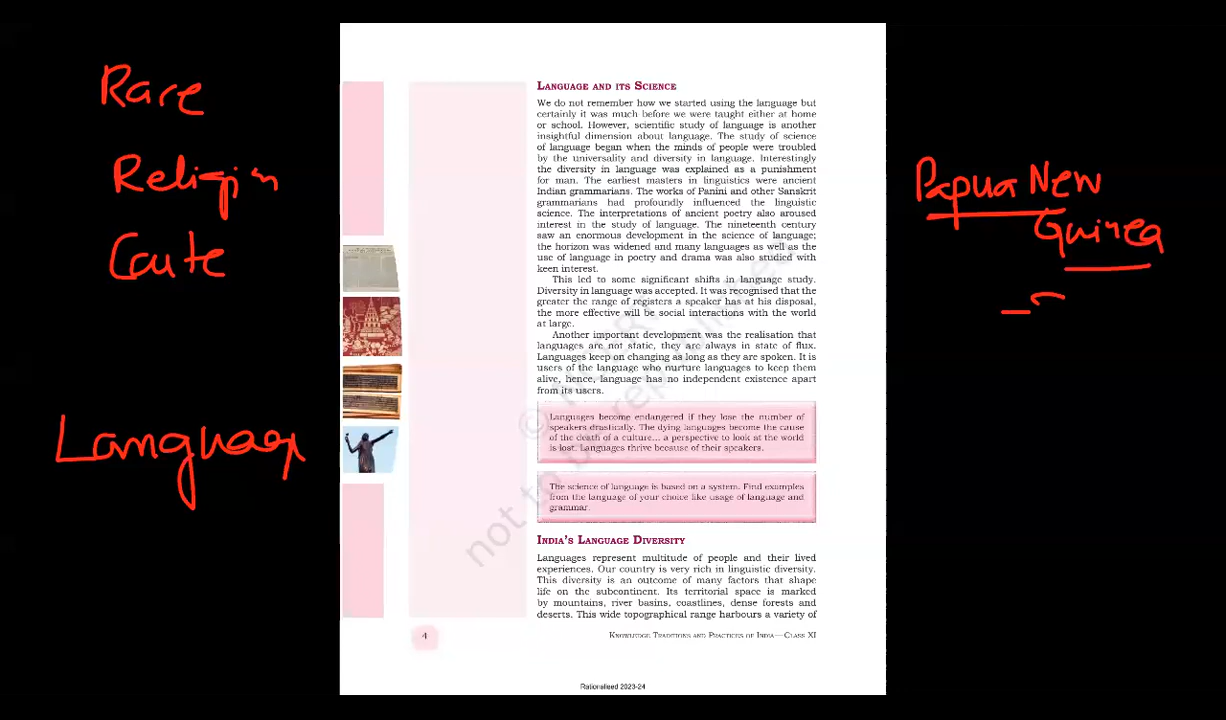 Race
Religion
Caste
Language
LANGUAGE AND ITS SCIENCE
We do not remember how we started using the language but
certainly it was much before we were taught either at home
or school. However, scientific study of language is another
insightful dimension about language. The study of science
of language began when the minds of people were troubled
by the universality and diversity in language. Interestingly
the diversity in language was explained as a punishment
for man. The earliest masters in linguistics were ancient
Indian grammarians. The works of Panini and other Sanskrit
grammarians had profoundly influenced the linguistic
science. The interpretations of ancient poetry also aroused
interest in the study of language. The nineteenth century
saw an enormous development in the science of language;
the horizon was widened and many languages as well as the
use of language in poetry and drama was also studied with
keen interest.
This led to some significant shifts in language study.
Diversity in language was accepted. It was recognised that the
greater the range of registers a speaker has at his disposal,
the more effective will be social interactions with the world
at large.
Another important development was the realisation that
languages are not static, they are always in state of flux.
Languages keep on changing as long as they are spoken. It is
users of the language who nurture languages to keep them
alive, hence, language has no independent existence apart
from its users.
Languages become endangered if they lose the number of
speakers drastically. The dying languages become the cause
of the death of a culture... a perspective to look at the world
is lost. Languages thrive because of their speakers.
The science of language is based on a system. Find examples
from the language of your choice like usage of language and
grammar.
INDIA'S LANGUAGE DIVERSITY
Languages represent multitude of people and their lived
experiences. Our country is very rich in linguistic diversity.
This diversity is an outcome of many factors that shape
life on the subcontinent. Its territorial space is marked
by mountains, river basins, coastlines, dense forests and
deserts. This wide topographical range harbours a variety of
4
KNOWLEDGE TRADITIONS AND PRACTICES OF INDIA—CLASS XI
Rationalised 2023-24
Papua New
Guinea